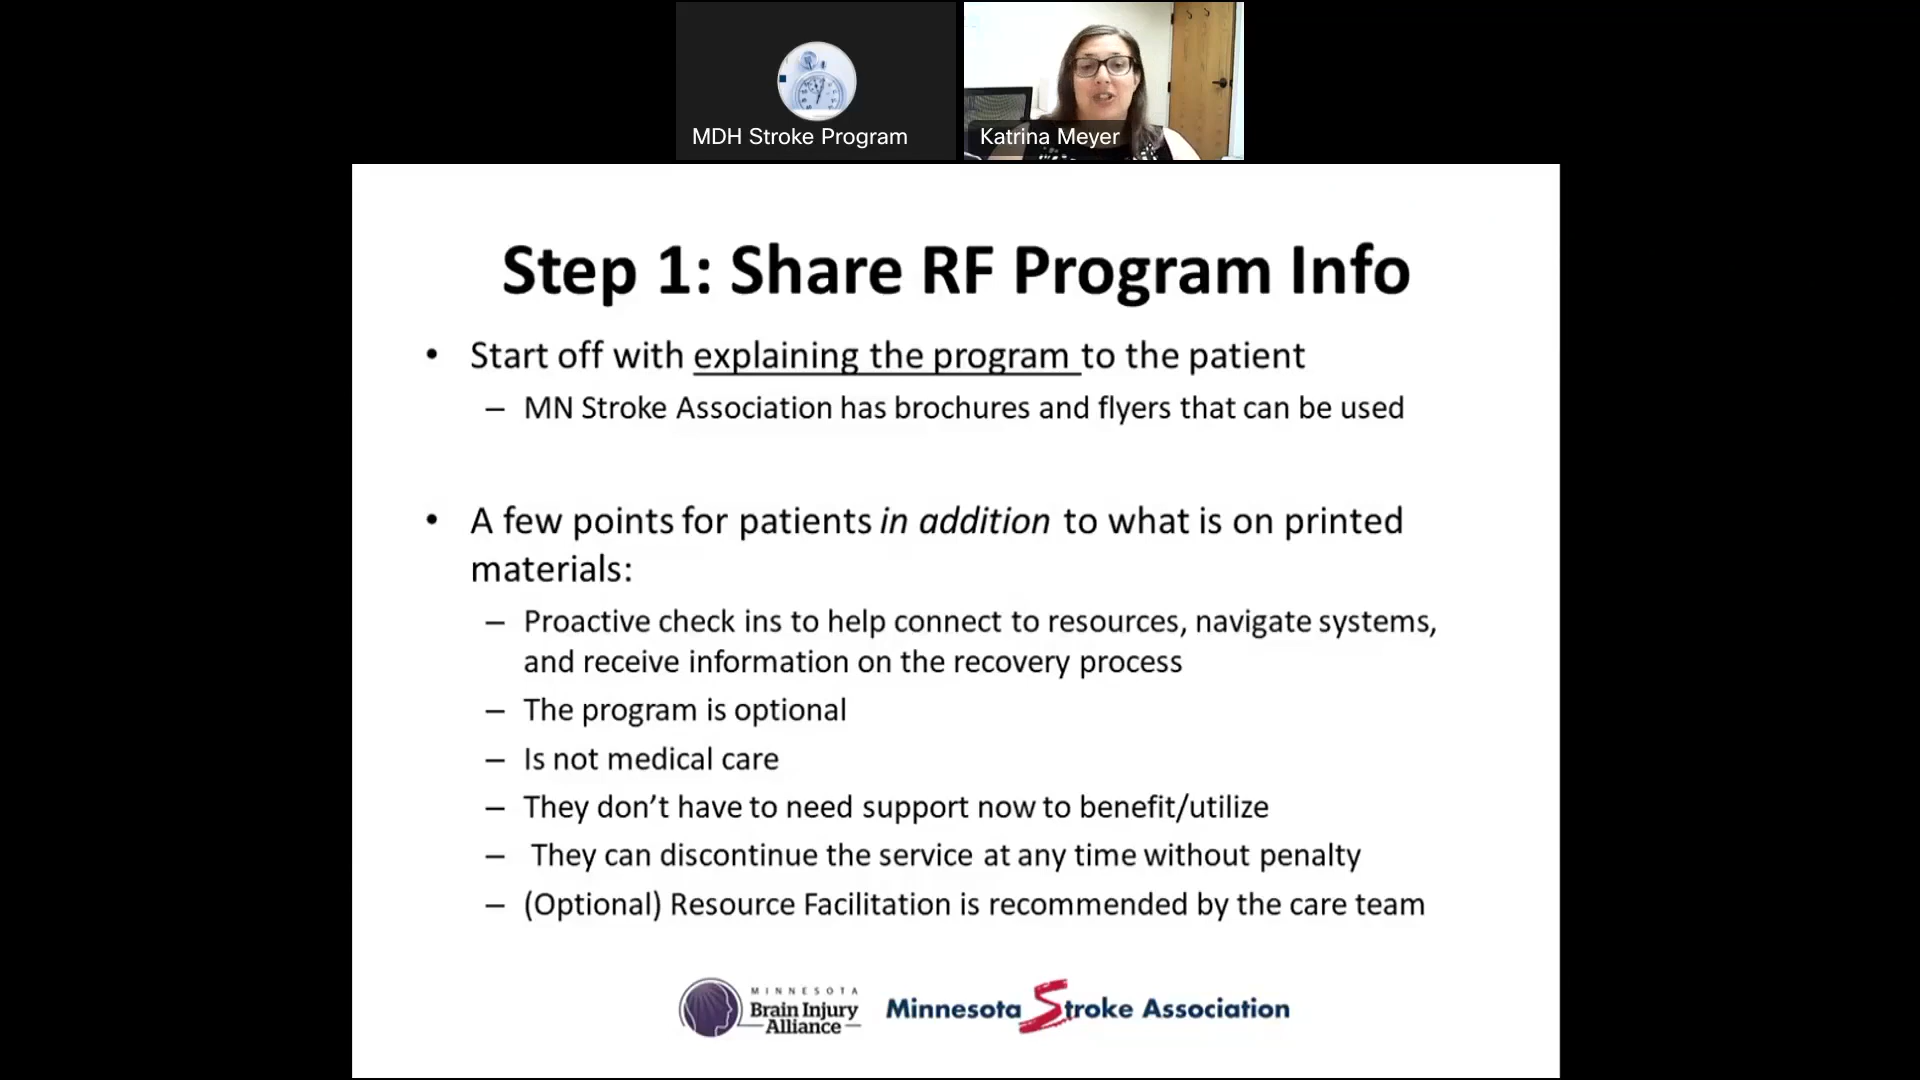 MDH Stroke Program
Katrina Meyer
Step 1: Share RF Program Info
• Start off with explaining the program to the patient
– MN Stroke Association has brochures and flyers that can be used
• A few points for patients in addition to what is on printed
materials:
– Proactive check ins to help connect to resources, navigate systems,
and receive information on the recovery process
– The program is optional
– Is not medical care
– They don’t have to need support now to benefit/utilize
– They can discontinue the service at any time without penalty
– (Optional) Resource Facilitation is recommended by the care team
MINNESOTA
Brain Injury
Alliance
Minnesota Stroke Association